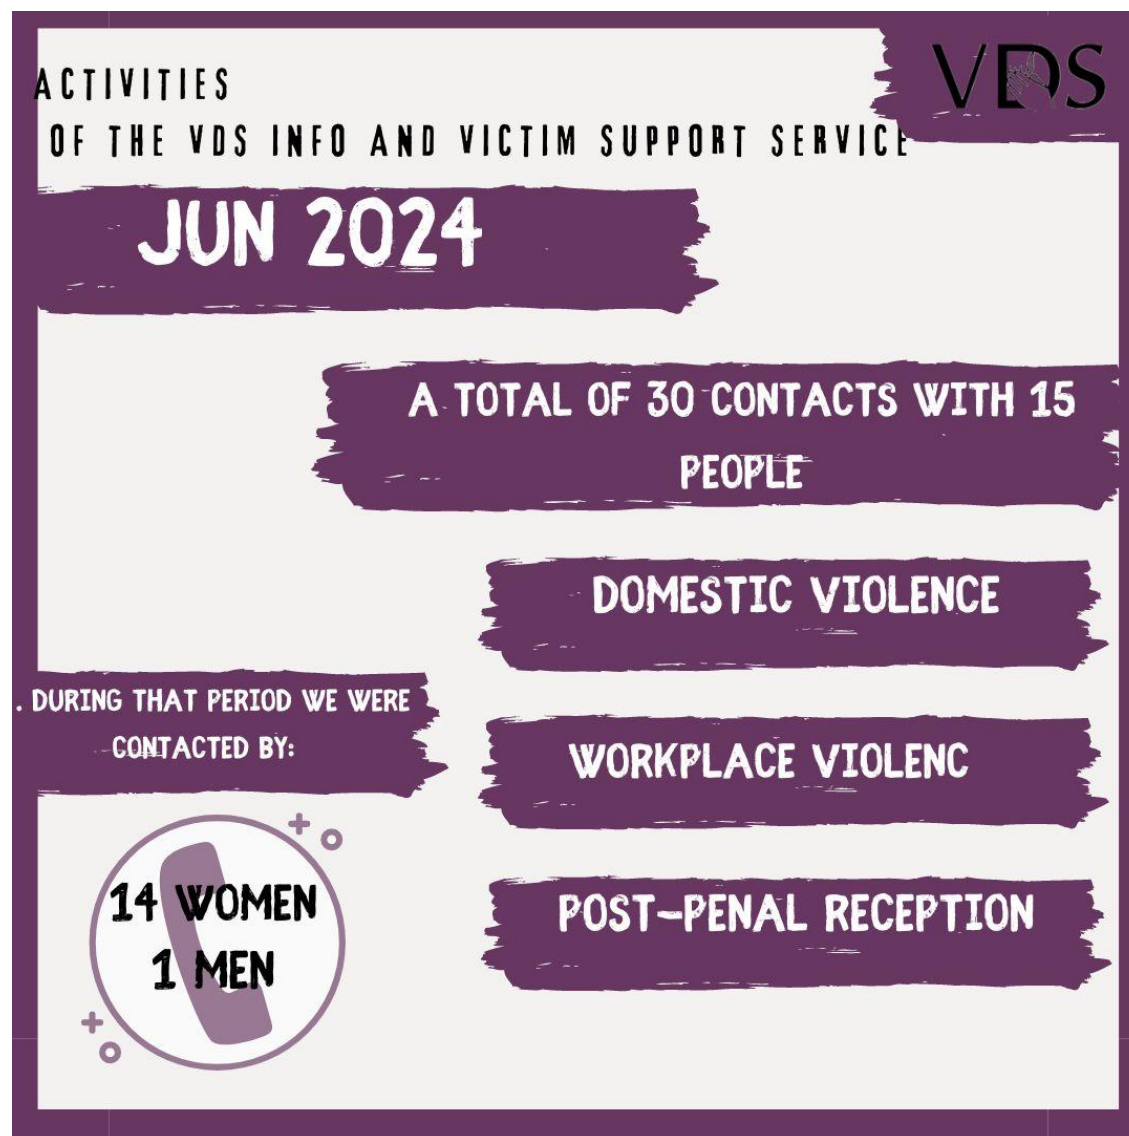 VDS
ACTIVITIES
OF THE VDS INFO AND VICTIM SUPPORT SERVICE
JUN 2024
A TOTAL OF 30 CONTACTS WITH 15
PEOPLE
DOMESTIC VIOLENCE
. DURING THAT PERIOD WE WERE
CONTACTED BY:
WORKPLACE VIOLENC
14 WOMEN
1 MEN
POST-PENAL RECEPTION